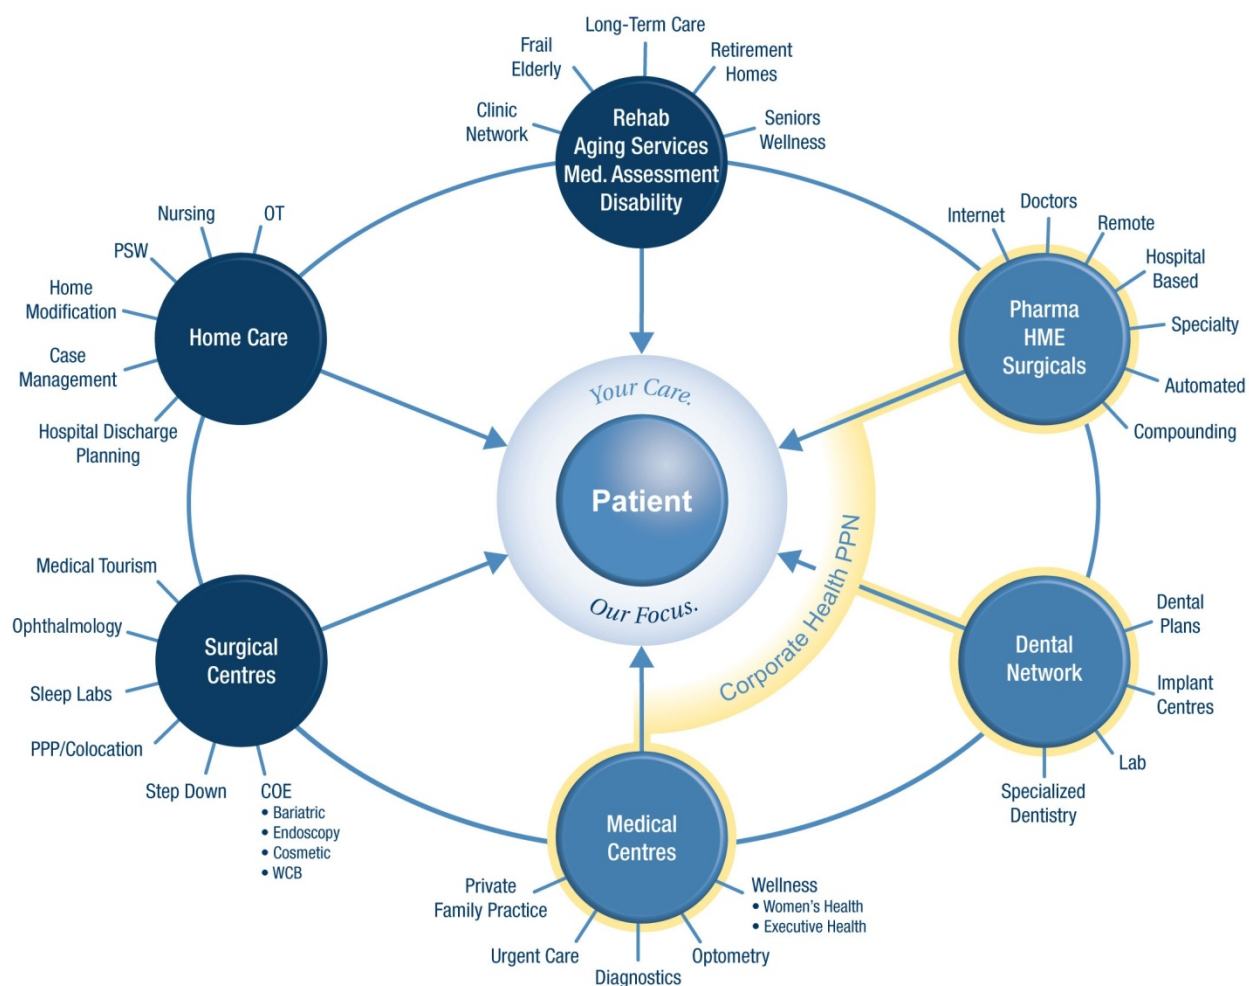 Long-Term Care
Frail
Elderly
Retirement
Homes
Clinic
Network
Seniors
Wellness
Rehab
Aging Services
Med. Assessment
Disability
Nursing
OT
PSW
Home
Modification
Case
Management
Hospital Discharge
Planning
Home Care
Internet
Doctors
Remote
Hospital
Based
Specialty
Automated
Compounding
Pharma
HME
Surgicals
Your Care.
Patient
Our Focus.
Corporate Health PPN
Medical Tourism
Ophthalmology
Sleep Labs
PPP/Colocation
Step Down
COE
• Bariatric
• Endoscopy
• Cosmetic
• WCB
Surgical
Centres
Dental
Network
Dental
Plans
Implant
Centres
Lab
Specialized
Dentistry
Medical
Centres
Private
Family Practice
Urgent Care
Diagnostics
Optometry
Wellness
• Women's Health
• Executive Health